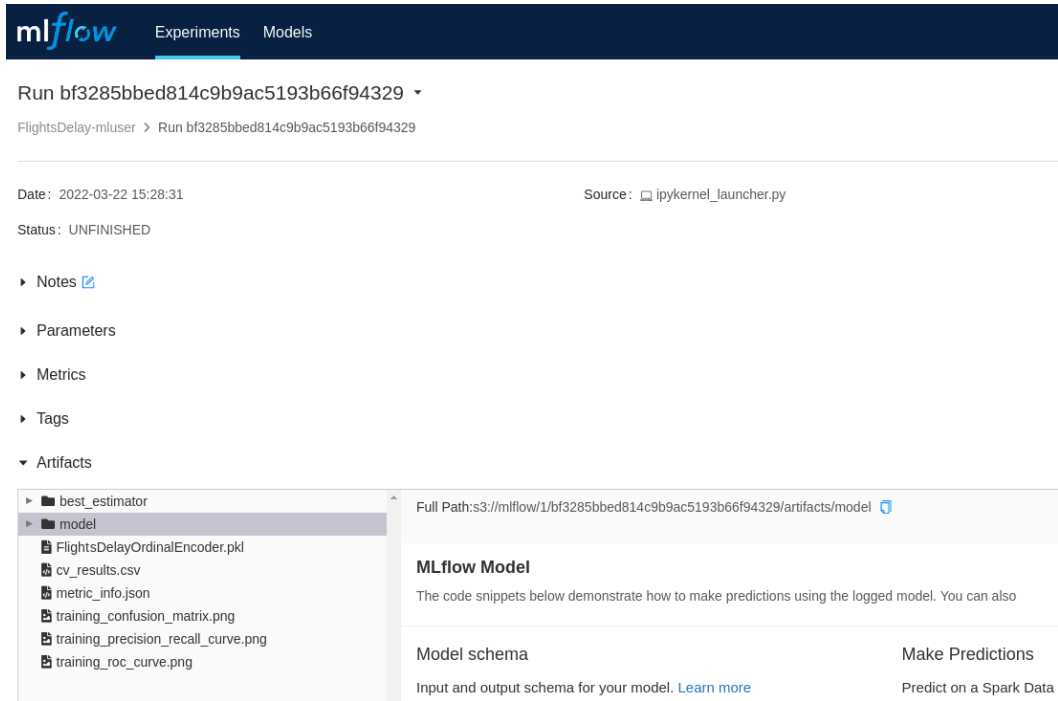 mlflow Experiments Models
Run bf3285bbed814c9b9ac5193b66f94329
FlightsDelay-mluser > Run bf3285bbed814c9b9ac5193b66f94329
Date: 2022-03-22 15:28:31 Source: ipykernel_launcher.py
Status: UNFINISHED
Notes
Parameters
Metrics
Tags
Artifacts
best_estimator
model
FlightsDelayOrdinalEncoder.pkl
cv_results.csv
metric_info.json
training_confusion_matrix.png
training_precision_recall_curve.png
training_roc_curve.png
Full Path:s3://mlflow/1/bf3285bbed814c9b9ac5193b66f94329/artifacts/model
MLflow Model
The code snippets below demonstrate how to make predictions using the logged model. You can also
Model schema
Input and output schema for your model. Learn more
Make Predictions
Predict on a Spark Data